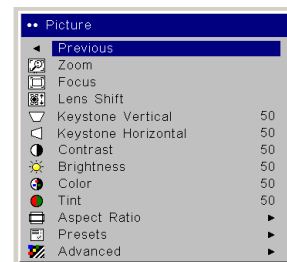 •• Picture
Previous
Zoom
Focus
Lens Shift
Keystone Vertical 50
Keystone Horizontal 50
Contrast 50
Brightness 50
Color 50
Tint 50
Aspect Ratio
Presets
Advanced